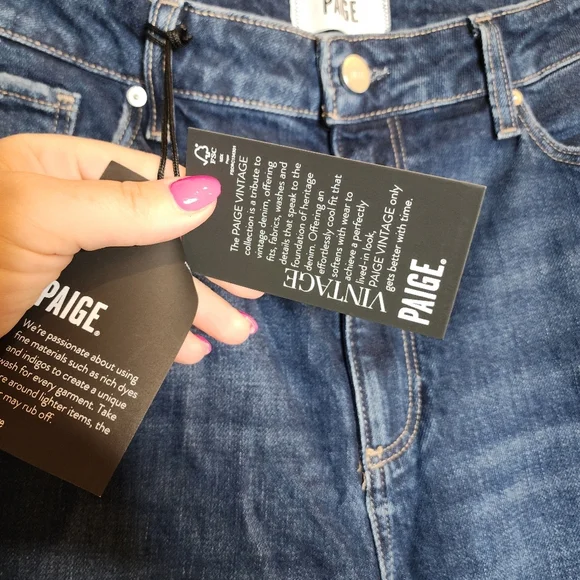 PAIGE
The PAIGE VINTAGE
collection is a tribute to
vintage denim, offering
fits, fabrics, washes and
details that speak to the
foundation of heritage
denim. Offering an
effortlessly cool fit that
softens with wear to
achieve a perfectly
lived-in look,
PAIGE VINTAGE only
gets better with time.
VINTAGE
PAIGE.
FSC
PAIGE.
We're passionate about using
fine materials such as rich dyes
and indigos to create a unique
wash for every garment. Take
around lighter items, the
may rub off.